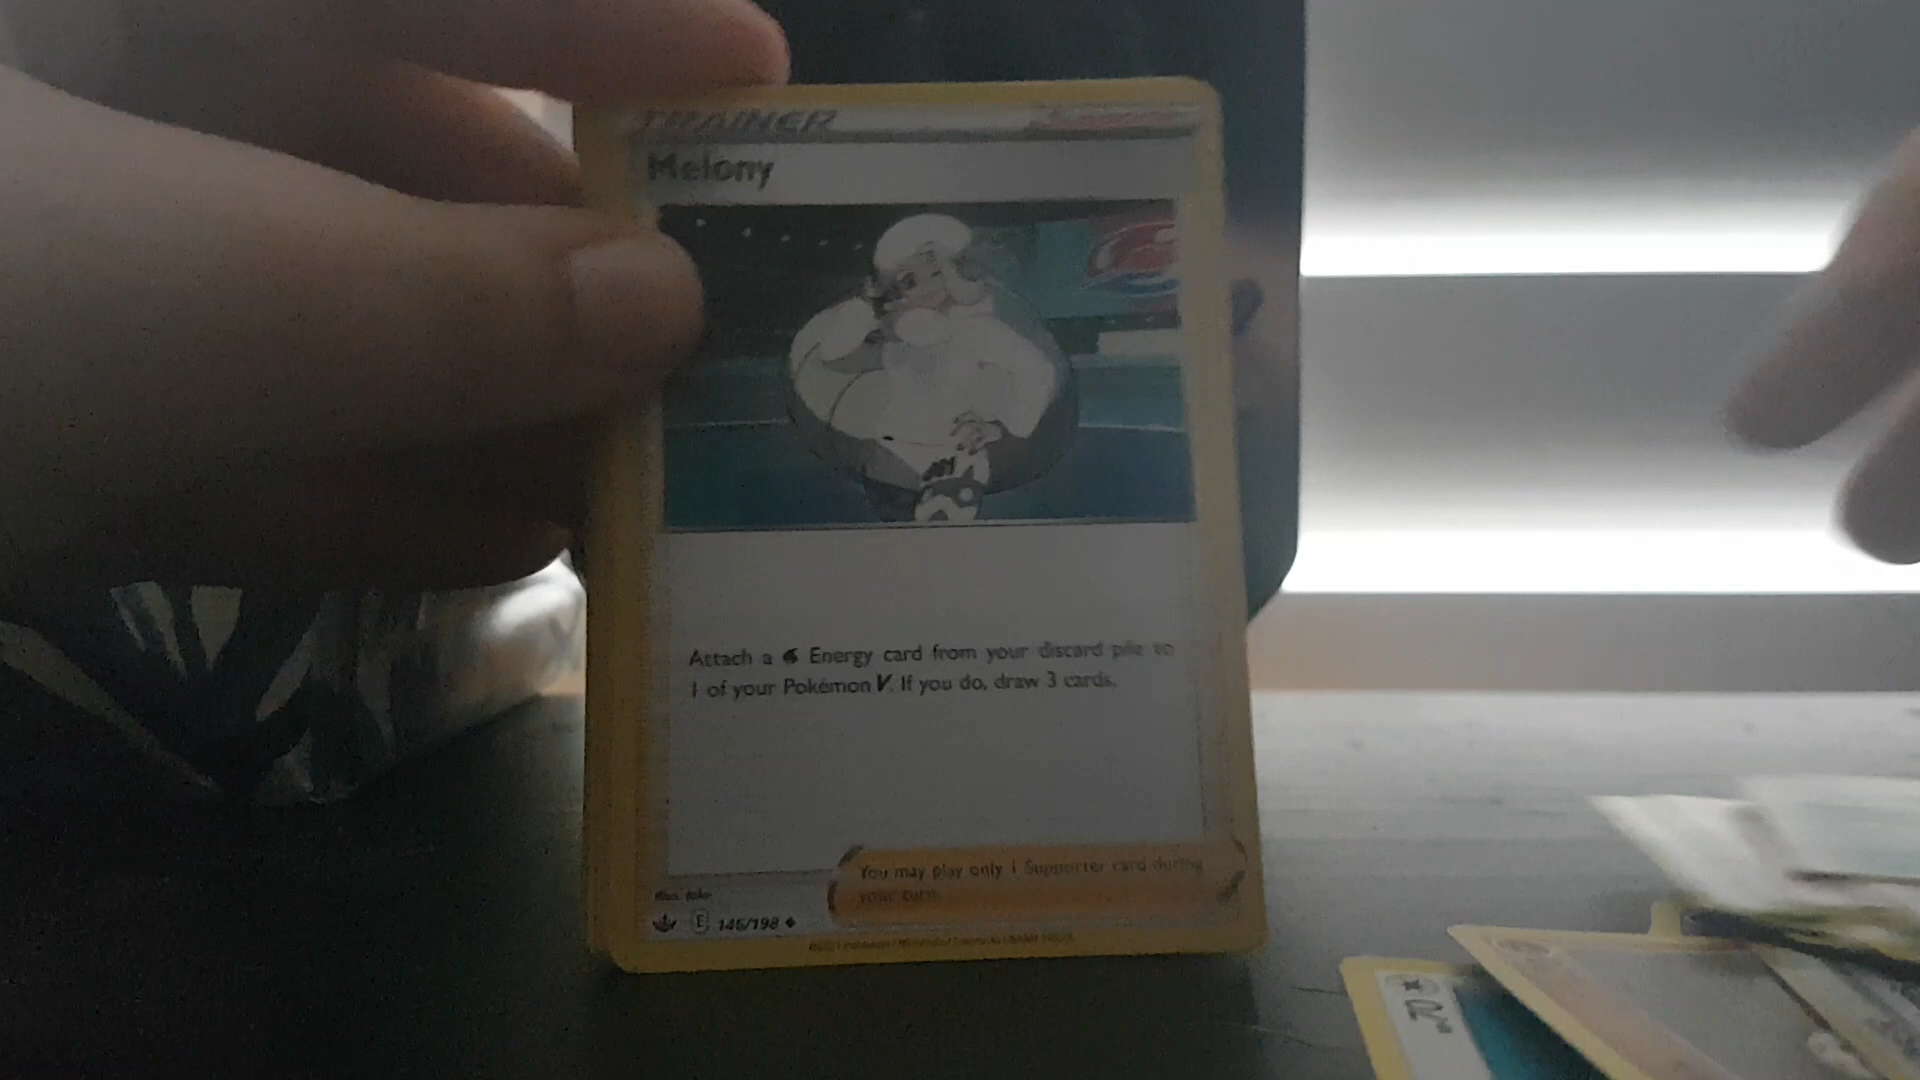 TRAINER
Melony
Attach a Energy card from your discard pile to
1 of your Pokémon V. If you do, draw 3 cards.
You may play only 1 Supporter card during
your turn.
E 146/198